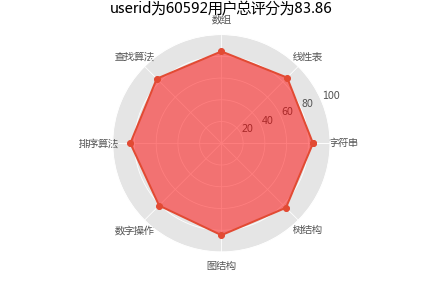 userid为60592用户总评分为83.86
数组
查找算法
线性表
100
80
60
40
20
排序算法
字符串
数字操作
树结构
图结构